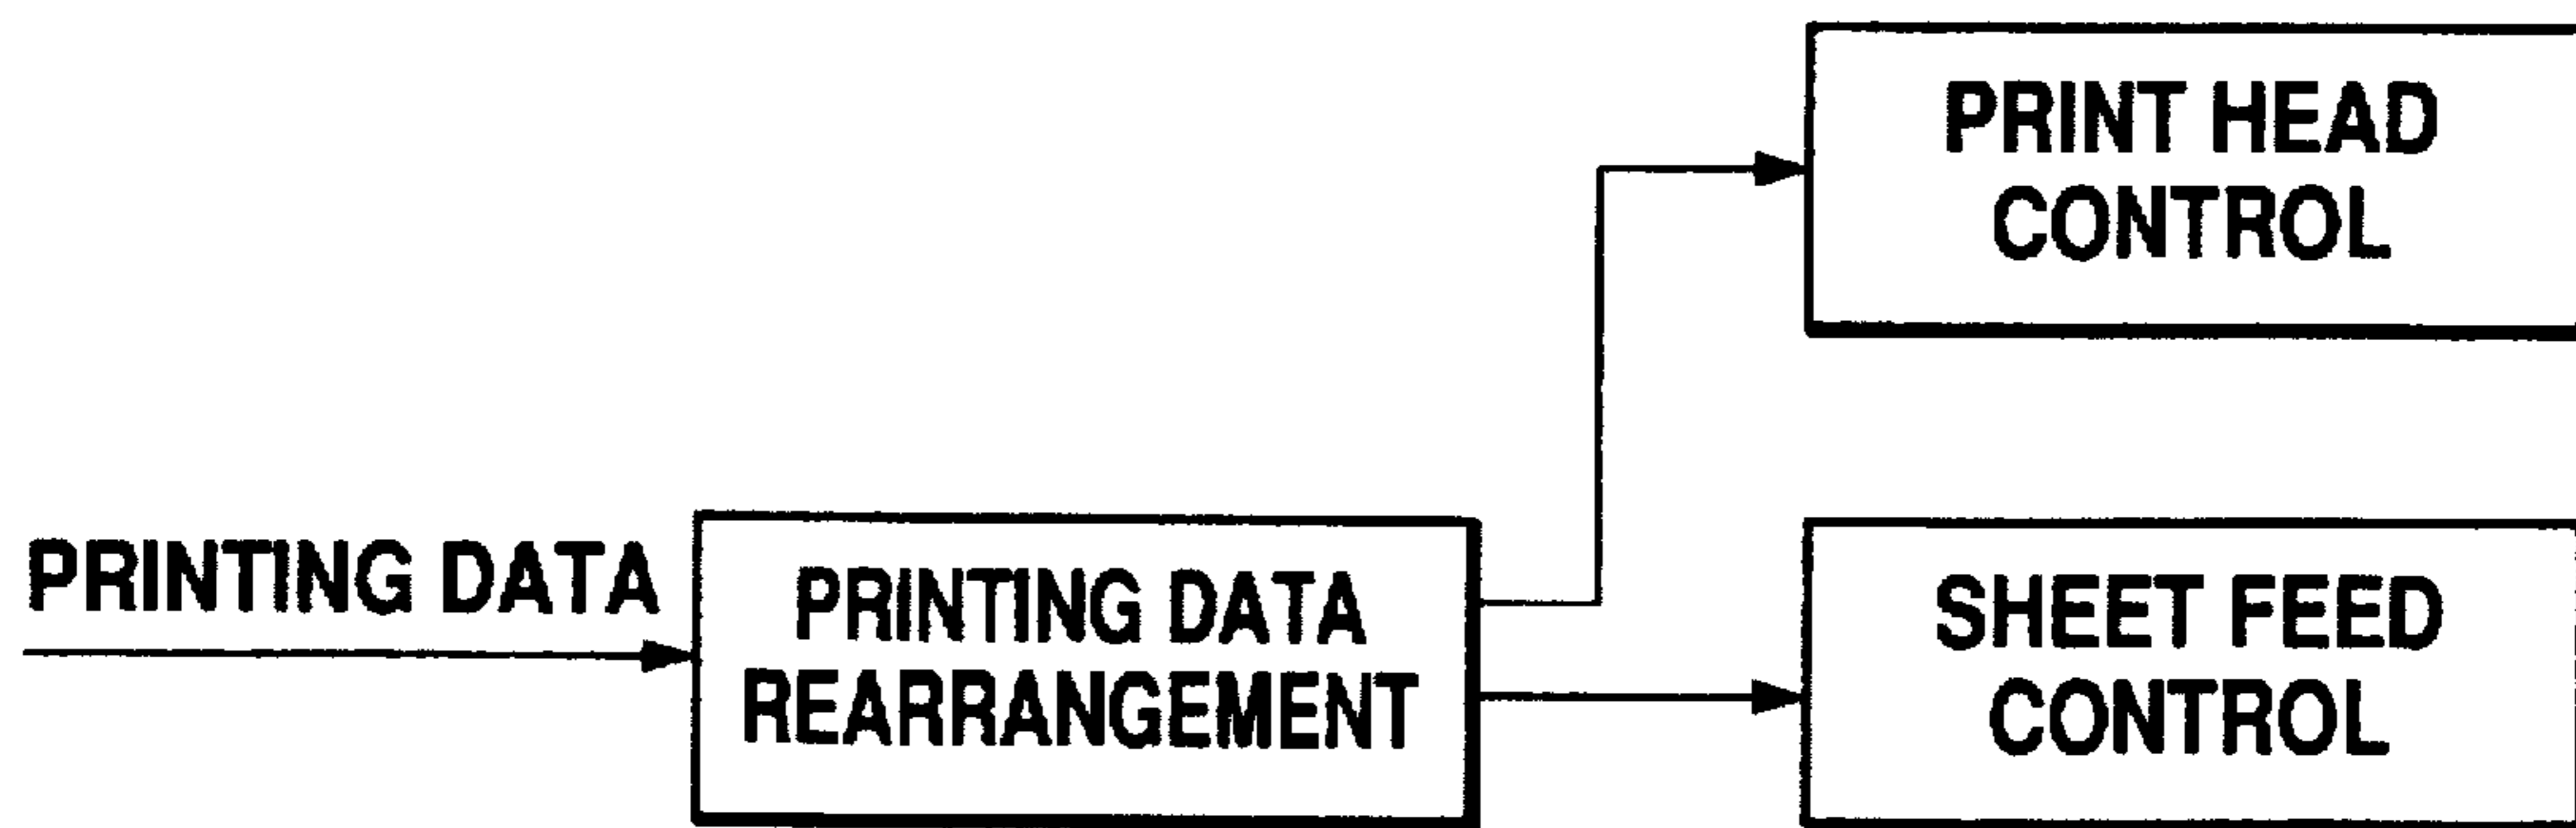 PRINT HEAD
CONTROL
PRINTING DATA
PRINTING DATA
REARRANGEMENT
SHEET FEED
CONTROL